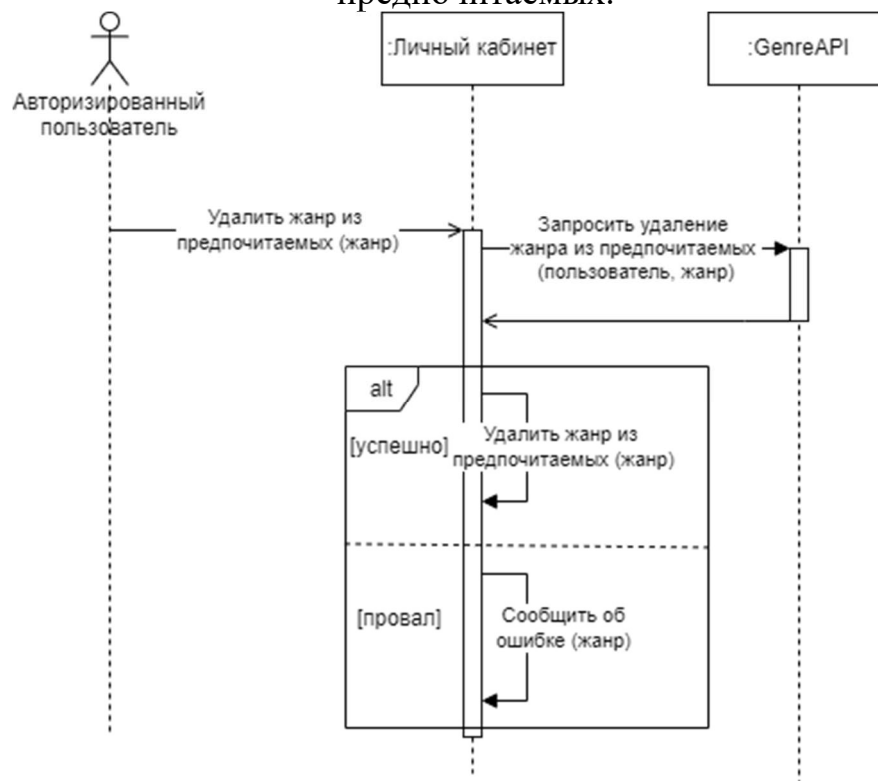 предпочитаемых.
:Личный кабинет
:GenreAPI
Авторизированный
пользователь
Удалить жанр из
предпочитаемых (жанр)
Запросить удаление
жанра из предпочитаемых
(пользователь, жанр)
alt
[успешно]
Удалить жанр из
предпочитаемых (жанр)
[провал]
Сообщить об
ошибке (жанр)